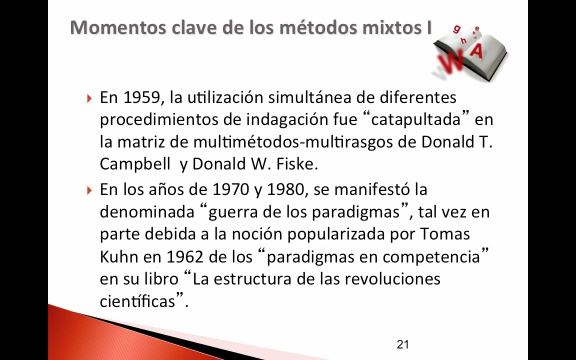 Momentos clave de los métodos mixtos I
g
h
e
W
A
En 1959, la utilización simultánea de diferentes
procedimientos de indagación fue “catapultada” en
la matriz de multimétodos-multirasgos de Donald T.
Campbell y Donald W. Fiske.
En los años de 1970 y 1980, se manifestó la
denominada “guerra de los paradigmas”, tal vez en
parte debida a la noción popularizada por Tomas
Kuhn en 1962 de los “paradigmas en competencia”
en su libro “La estructura de las revoluciones
científicas”.
21